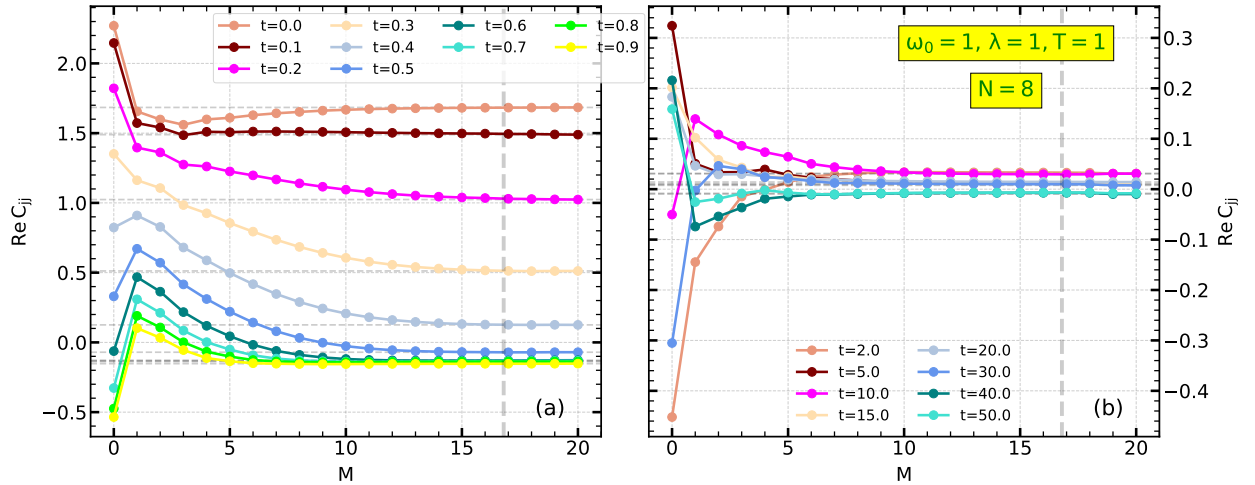 t=0.0
t=0.1
t=0.2
t=0.3
t=0.4
t=0.5
t=0.6
t=0.7
t=0.8
t=0.9
2.0
1.5
1.0
0.5
0.0
−0.5
Re C_jj
0
5
10
15
20
M
(a)
ω₀ = 1, λ = 1, T = 1
N = 8
t=2.0
t=5.0
t=10.0
t=15.0
t=20.0
t=30.0
t=40.0
t=50.0
(b)
0.3
0.2
0.1
0.0
−0.1
−0.2
−0.3
−0.4
Re C_jj
0
5
10
15
20
M